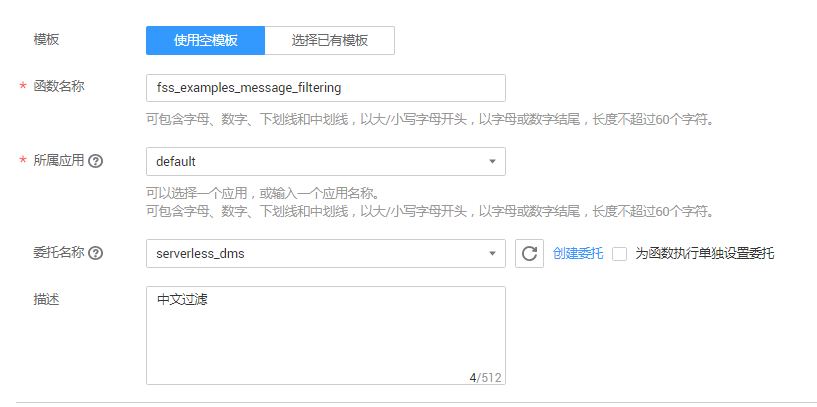 模板 使用空模板 选择已有模板
* 函数名称 fss_examples_message_filtering
可包含字母、数字、下划线和中划线，以大/小写字母开头，以字母或数字结尾，长度不超过60个字符。
* 所属应用 ? default
可以选择一个应用，或输入一个应用名称。
可包含字母、数字、下划线和中划线，以大/小写字母开头，以字母或数字结尾，长度不超过60个字符。
委托名称 ? serverless_dms 创建委托 为函数执行单独设置委托
描述 中文过滤
4/512